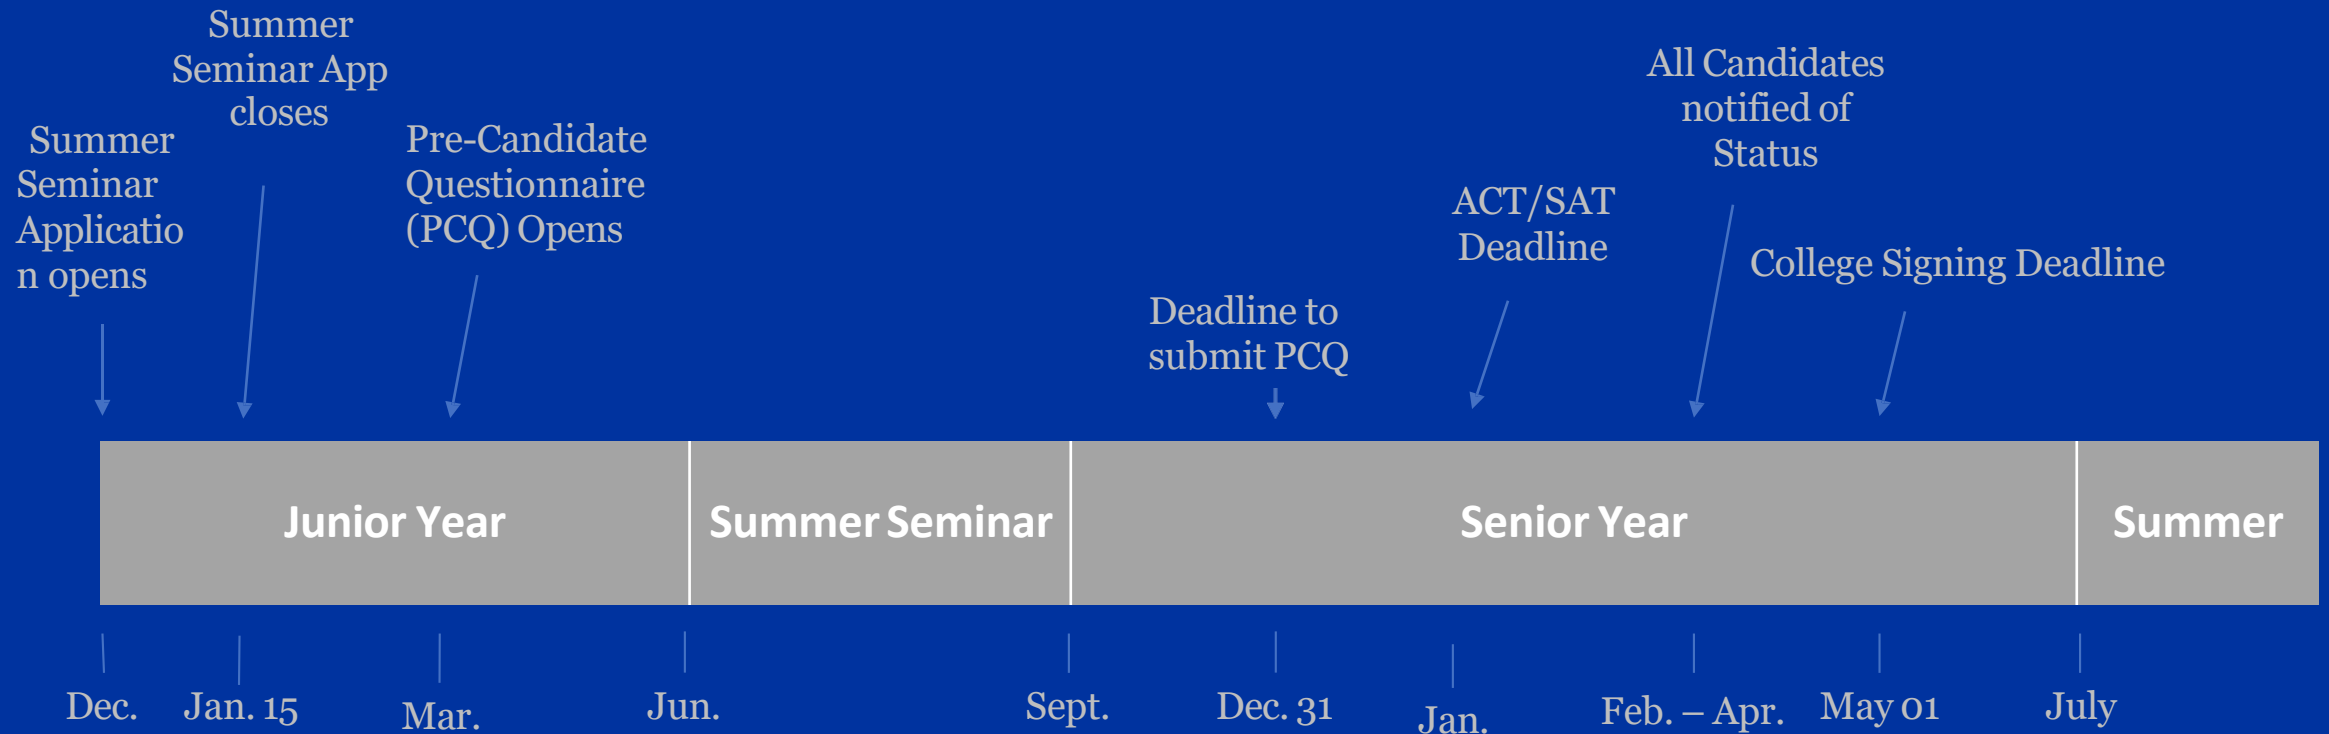 Summer
Seminar
Applicatio
n opens
Summer
Seminar App
closes
Pre-Candidate
Questionnaire
(PCQ) Opens
Deadline to
submit PCQ
ACT/SAT
Deadline
All Candidates
notified of
Status
College Signing Deadline
Junior Year
Summer Seminar
Senior Year
Summer
Dec.
Jan. 15
Mar.
Jun.
Sept.
Dec. 31
Jan.
Feb. – Apr.
May 01
July